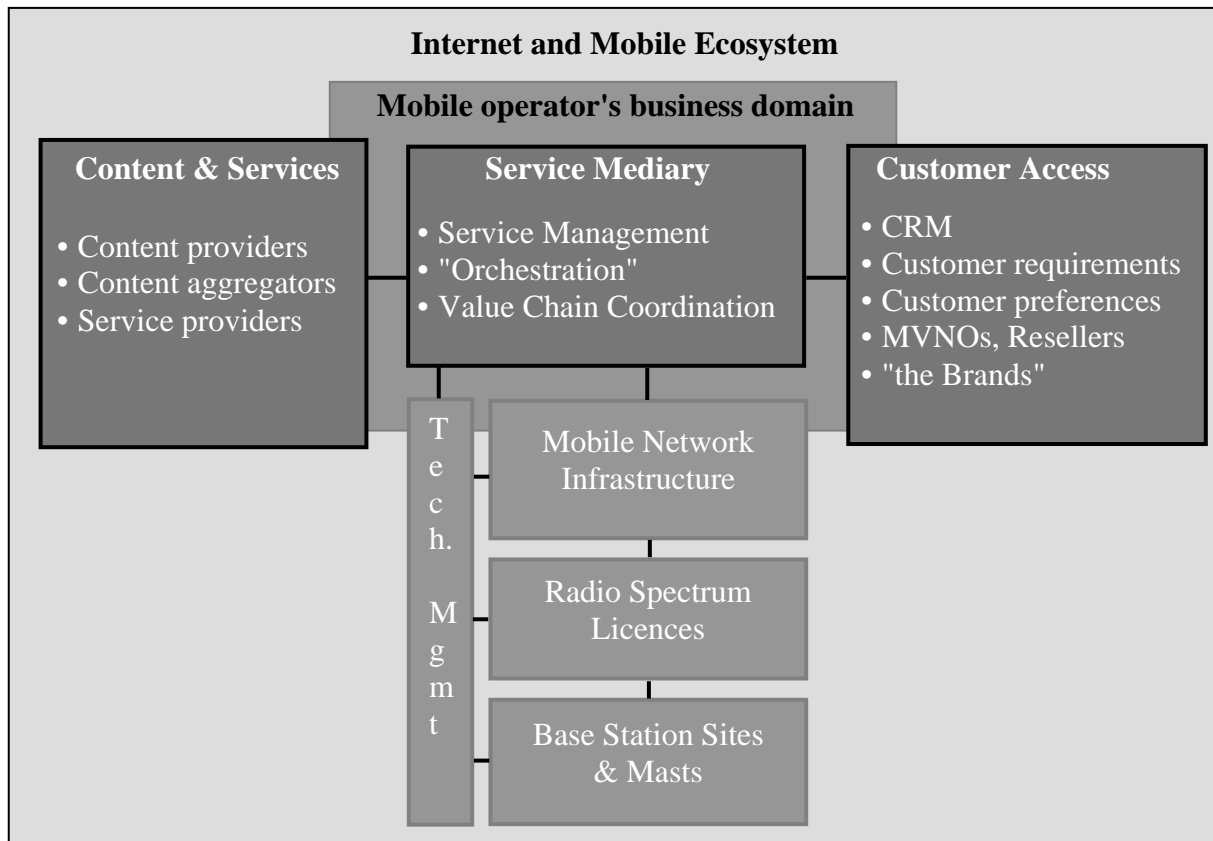 Internet and Mobile Ecosystem
Mobile operator's business domain
Content & Services
• Content providers
• Content aggregators
• Service providers
Service Mediary
• Service Management
• "Orchestration"
• Value Chain Coordination
Customer Access
• CRM
• Customer requirements
• Customer preferences
• MVNOs, Resellers
• "the Brands"
T
e
c
h.
M
g
m
t
Mobile Network
Infrastructure
Radio Spectrum
Licences
Base Station Sites
& Masts